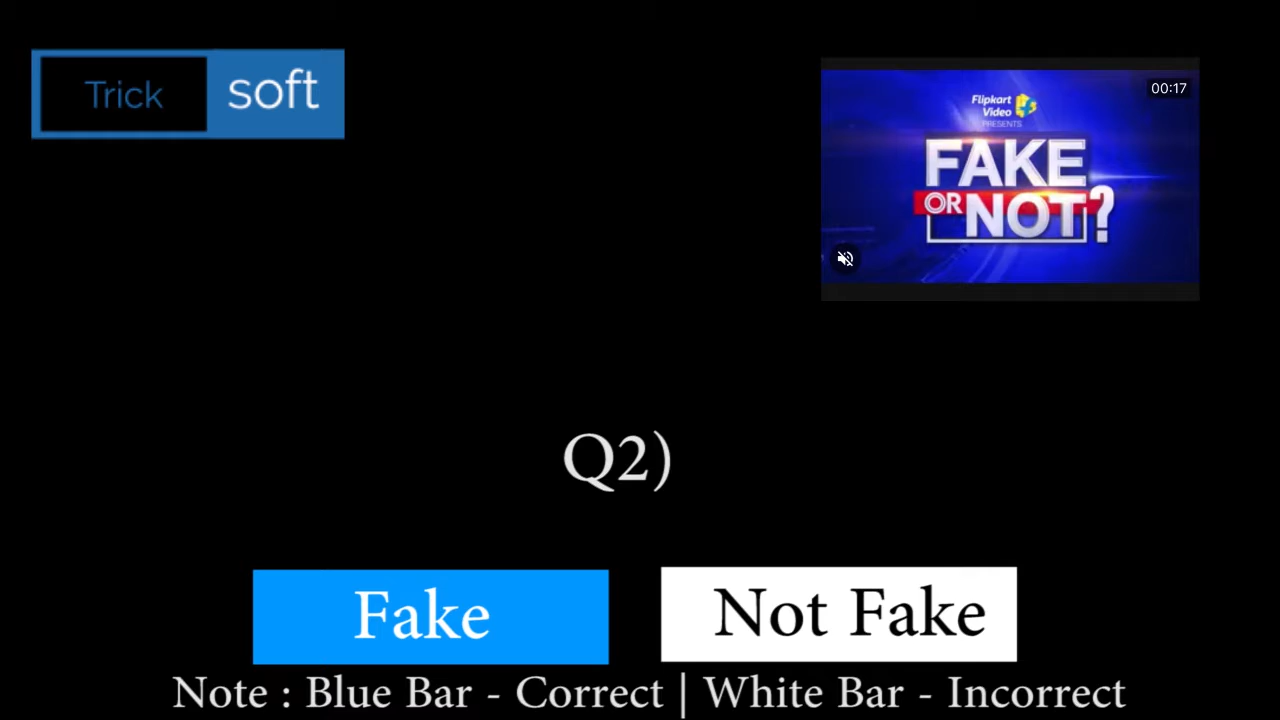 Trick soft
00:17
Flipkart
Video
PRESENTS
FAKE
OR NOT?
Q2)
Fake
Not Fake
Note : Blue Bar - Correct | White Bar - Incorrect